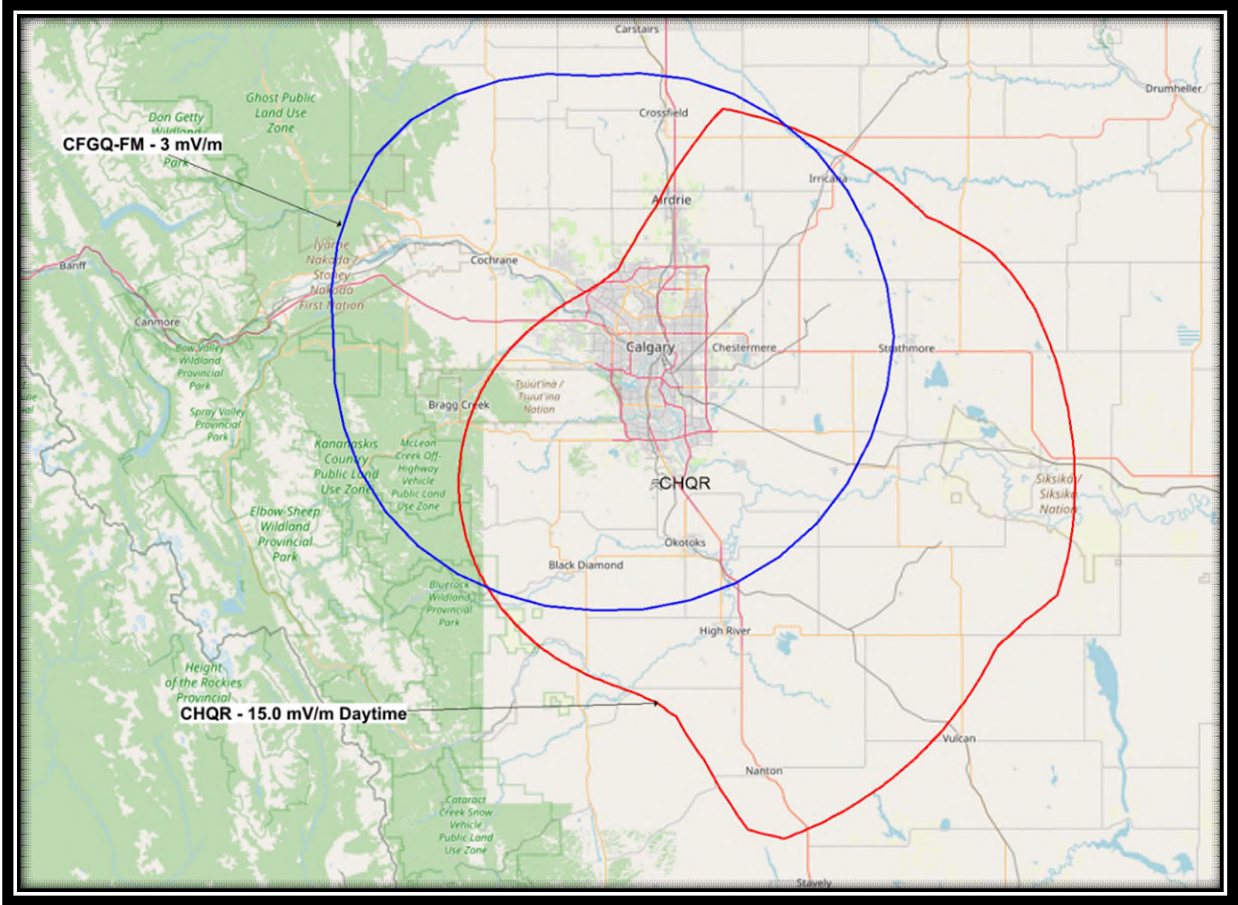 Carstairs
Drumheller
Ghost Public
Land Use
Zone
Don Getty
Wildland
Park
Crossfield
CFGQ-FM - 3 mV/m
Irricana
Airdrie
Îyârhe
Nakoda /
Stoney
Nakoda
First Nation
Banff
Cochrane
Canmore
Calgary
Chestermere
Strathmore
Bow Valley
Wildland
Provincial
Park
Tsúùt'ínà /
Tsuut'ina
Nation
Bragg Creek
Spray Valley
Provincial
Park
Kananaskis
Country
Public Land
Use Zone
McLean
Creek Off-
Highway
Vehicle
Public Land
Use Zone
CHQR
Siksiká /
Siksika
Nation
Elbow-Sheep
Wildland
Provincial
Park
Okotoks
Black Diamond
Bluerock
Wildland
Provincial
Park
High River
Height
of the Rockies
Provincial
CHQR - 15.0 mV/m Daytime
Vulcan
Nanton
Cataract
Creek Snow
Vehicle
Public Land
Use Zone
Stavely